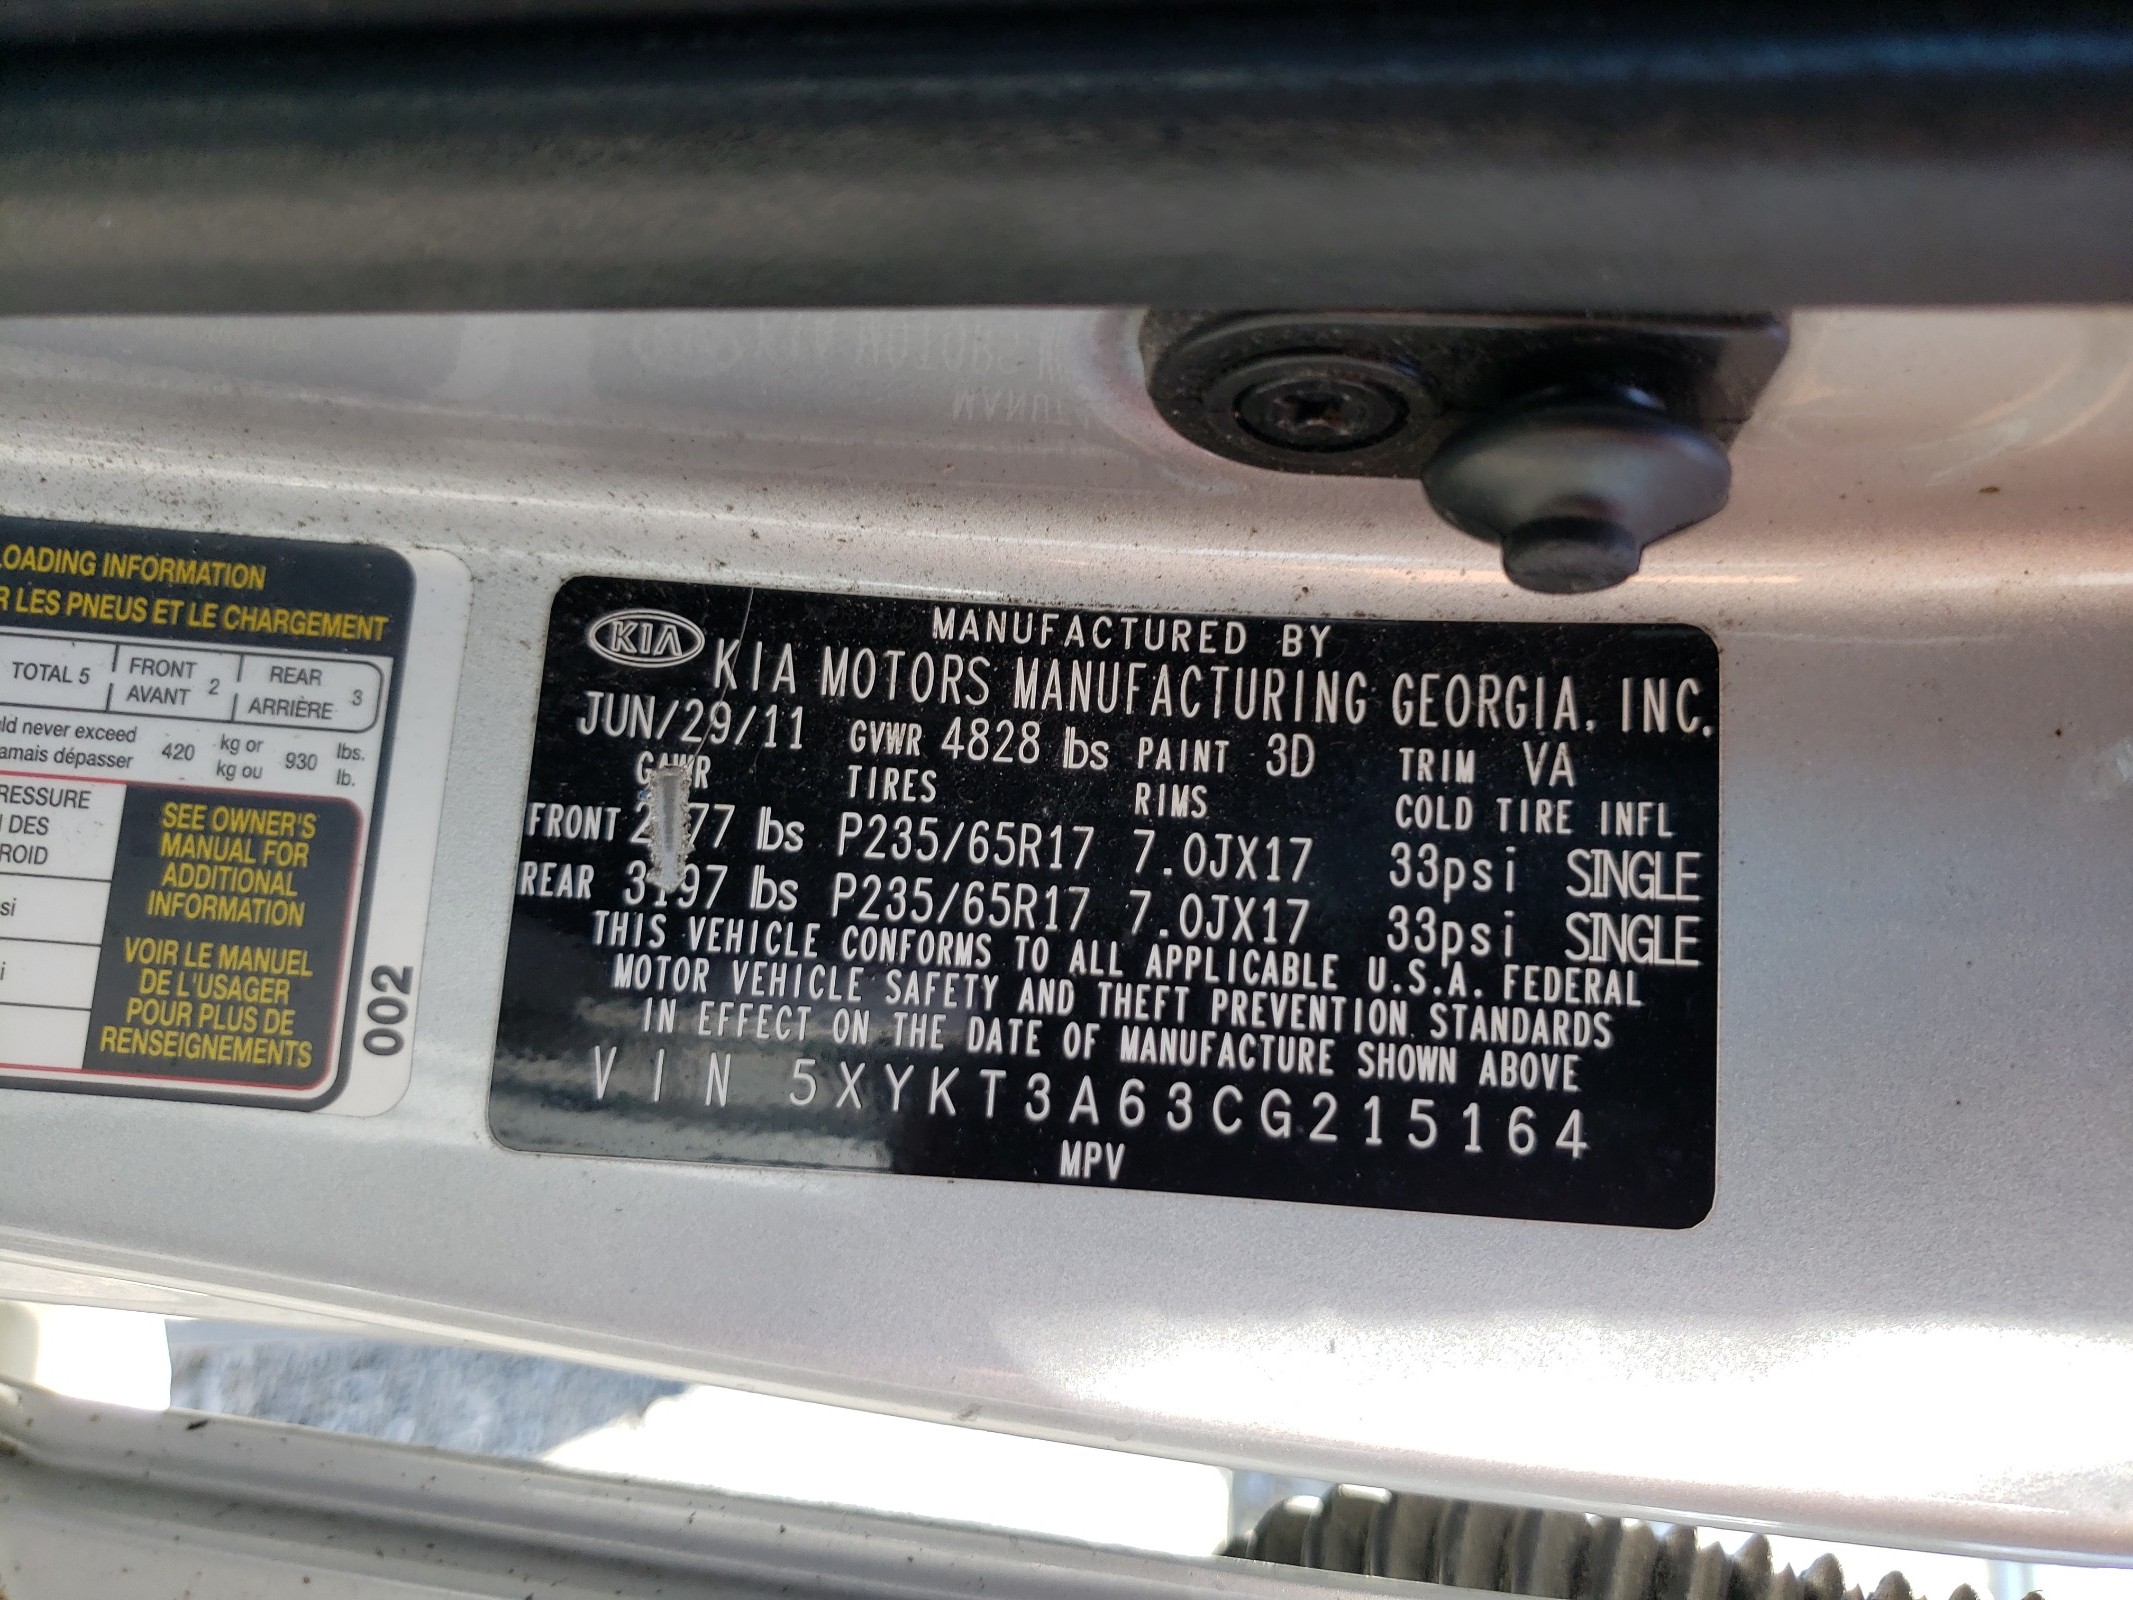 LOADING INFORMATION
R LES PNEUS ET LE CHARGEMENT
TOTAL 5 FRONT AVANT 2 REAR ARRIÈRE 3
never exceed
dépasser 420 kg or kg ou 930 lbs. lb.
DES
SEE OWNER'S
MANUAL FOR
ADDITIONAL
INFORMATION
VOIR LE MANUEL
DE L'USAGER
POUR PLUS DE
RENSEIGNEMENTS
002
KIA
MANUFACTURED BY
KIA MOTORS MANUFACTURING GEORGIA, INC.
JUN/29/11 GVWR 4828 lbs PAINT 3D TRIM VA
GAWR TIRES RIMS COLD TIRE INFL
FRONT lbs P235/65R17 7.0JX17 33psi SINGLE
REAR 3197 lbs P235/65R17 7.0JX17 33psi SINGLE
THIS VEHICLE CONFORMS TO ALL APPLICABLE U.S.A. FEDERAL
MOTOR VEHICLE SAFETY AND THEFT PREVENTION STANDARDS
IN EFFECT ON THE DATE OF MANUFACTURE SHOWN ABOVE
VIN 5XYKT3A63CG215164
MPV